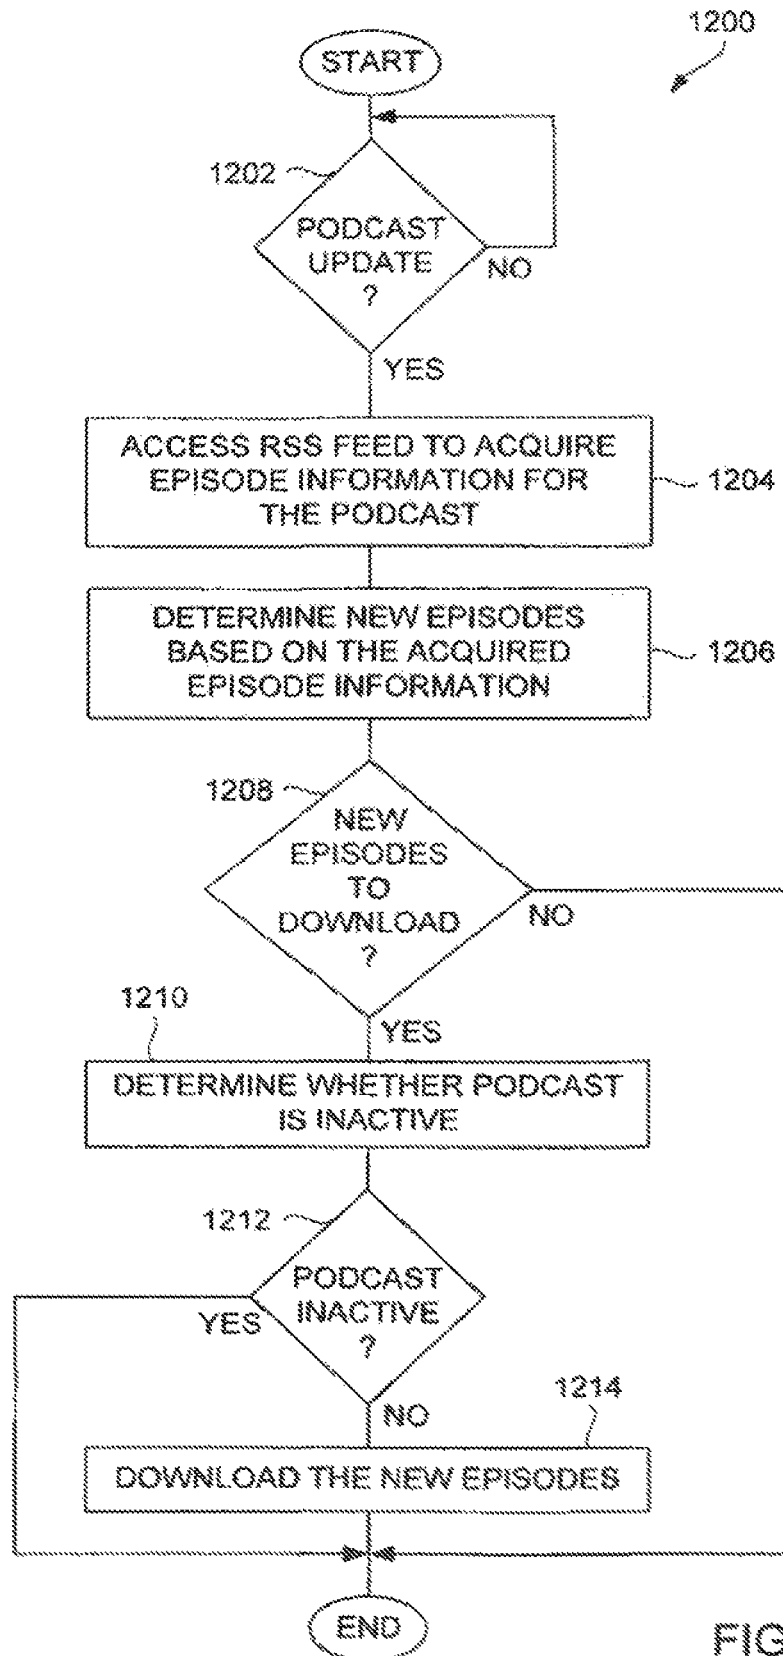 1200
START
1202
PODCAST
UPDATE
?
NO
YES
ACCESS RSS FEED TO ACQUIRE
EPISODE INFORMATION FOR
THE PODCAST
1204
DETERMINE NEW EPISODES
BASED ON THE ACQUIRED
EPISODE INFORMATION
1206
1208
NEW
EPISODES
TO
DOWNLOAD
?
NO
YES
1210
DETERMINE WHETHER PODCAST
IS INACTIVE
1212
PODCAST
INACTIVE
?
YES
NO
1214
DOWNLOAD THE NEW EPISODES
END
FIG